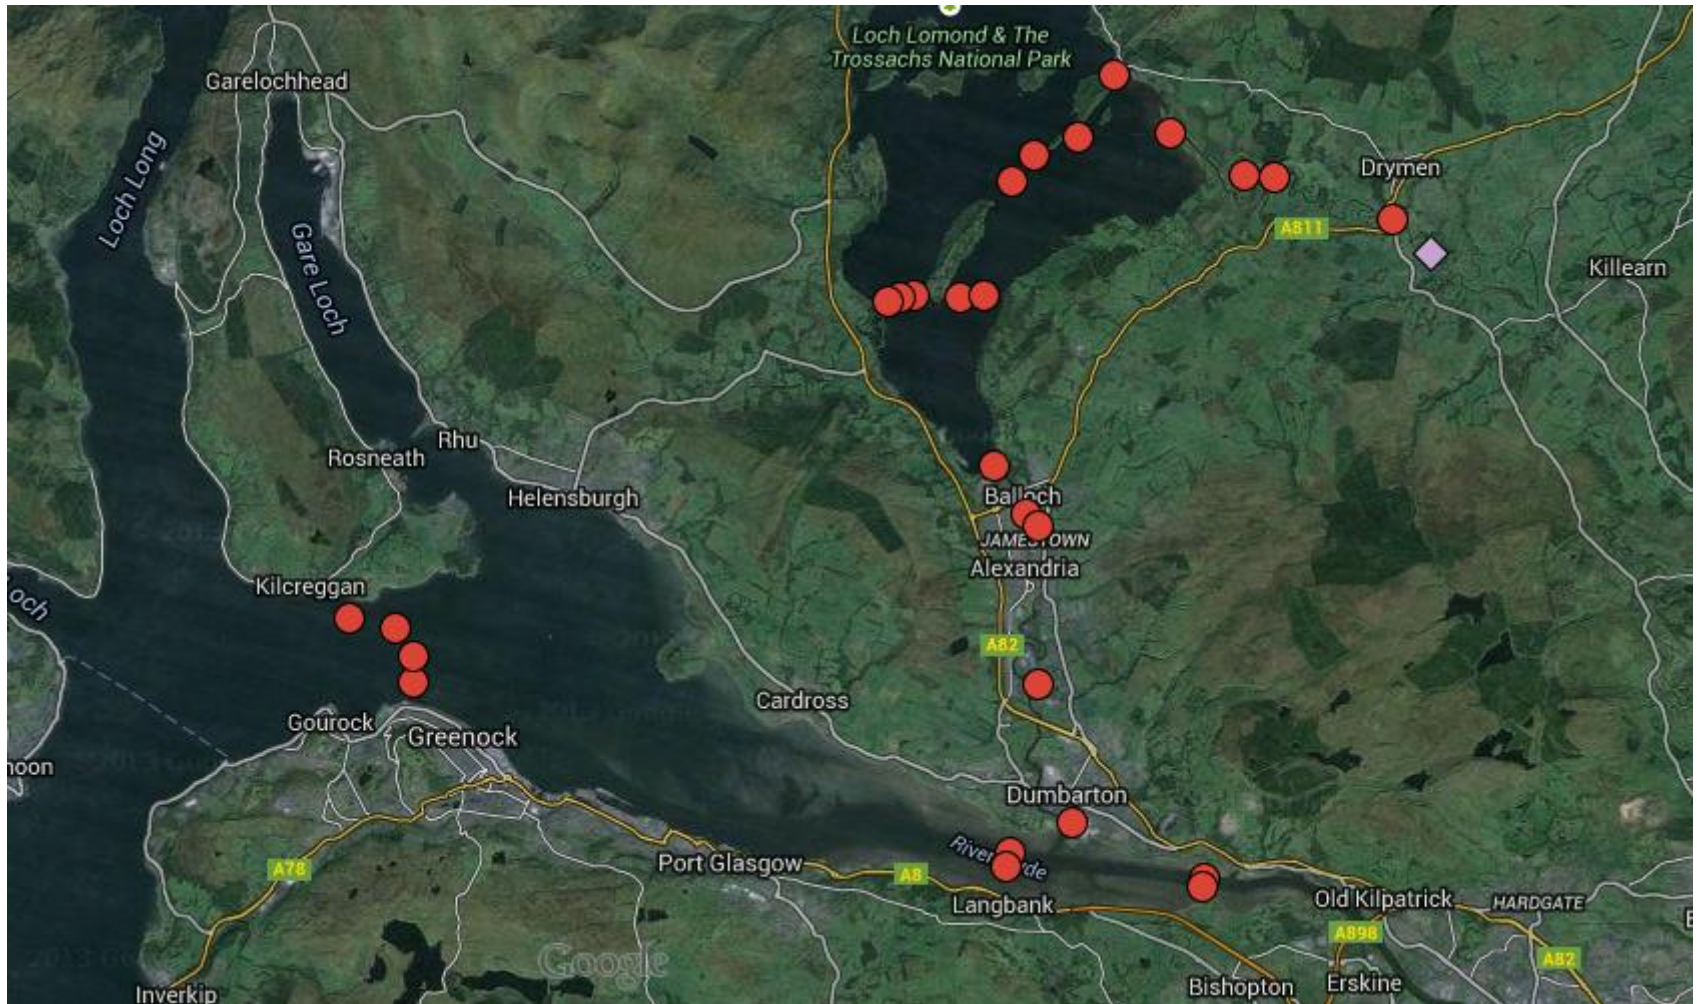 Loch Lomond & The
Trossachs National Park
Garelochhead
Loch Long
Drymen
A811
Gare Loch
Killearn
Rhu
Rosneath
Helensburgh
Balloch
JAMESTOWN
Alexandria
Kilcreggan
Loch
A82
Cardross
Gourock
Greenock
noon
Dumbarton
River Clyde
Port Glasgow
A78
A8
Langbank
Old Kilpatrick
HARDGATE
A898
A82
Google
Bishopton
Erskine
Inverkip